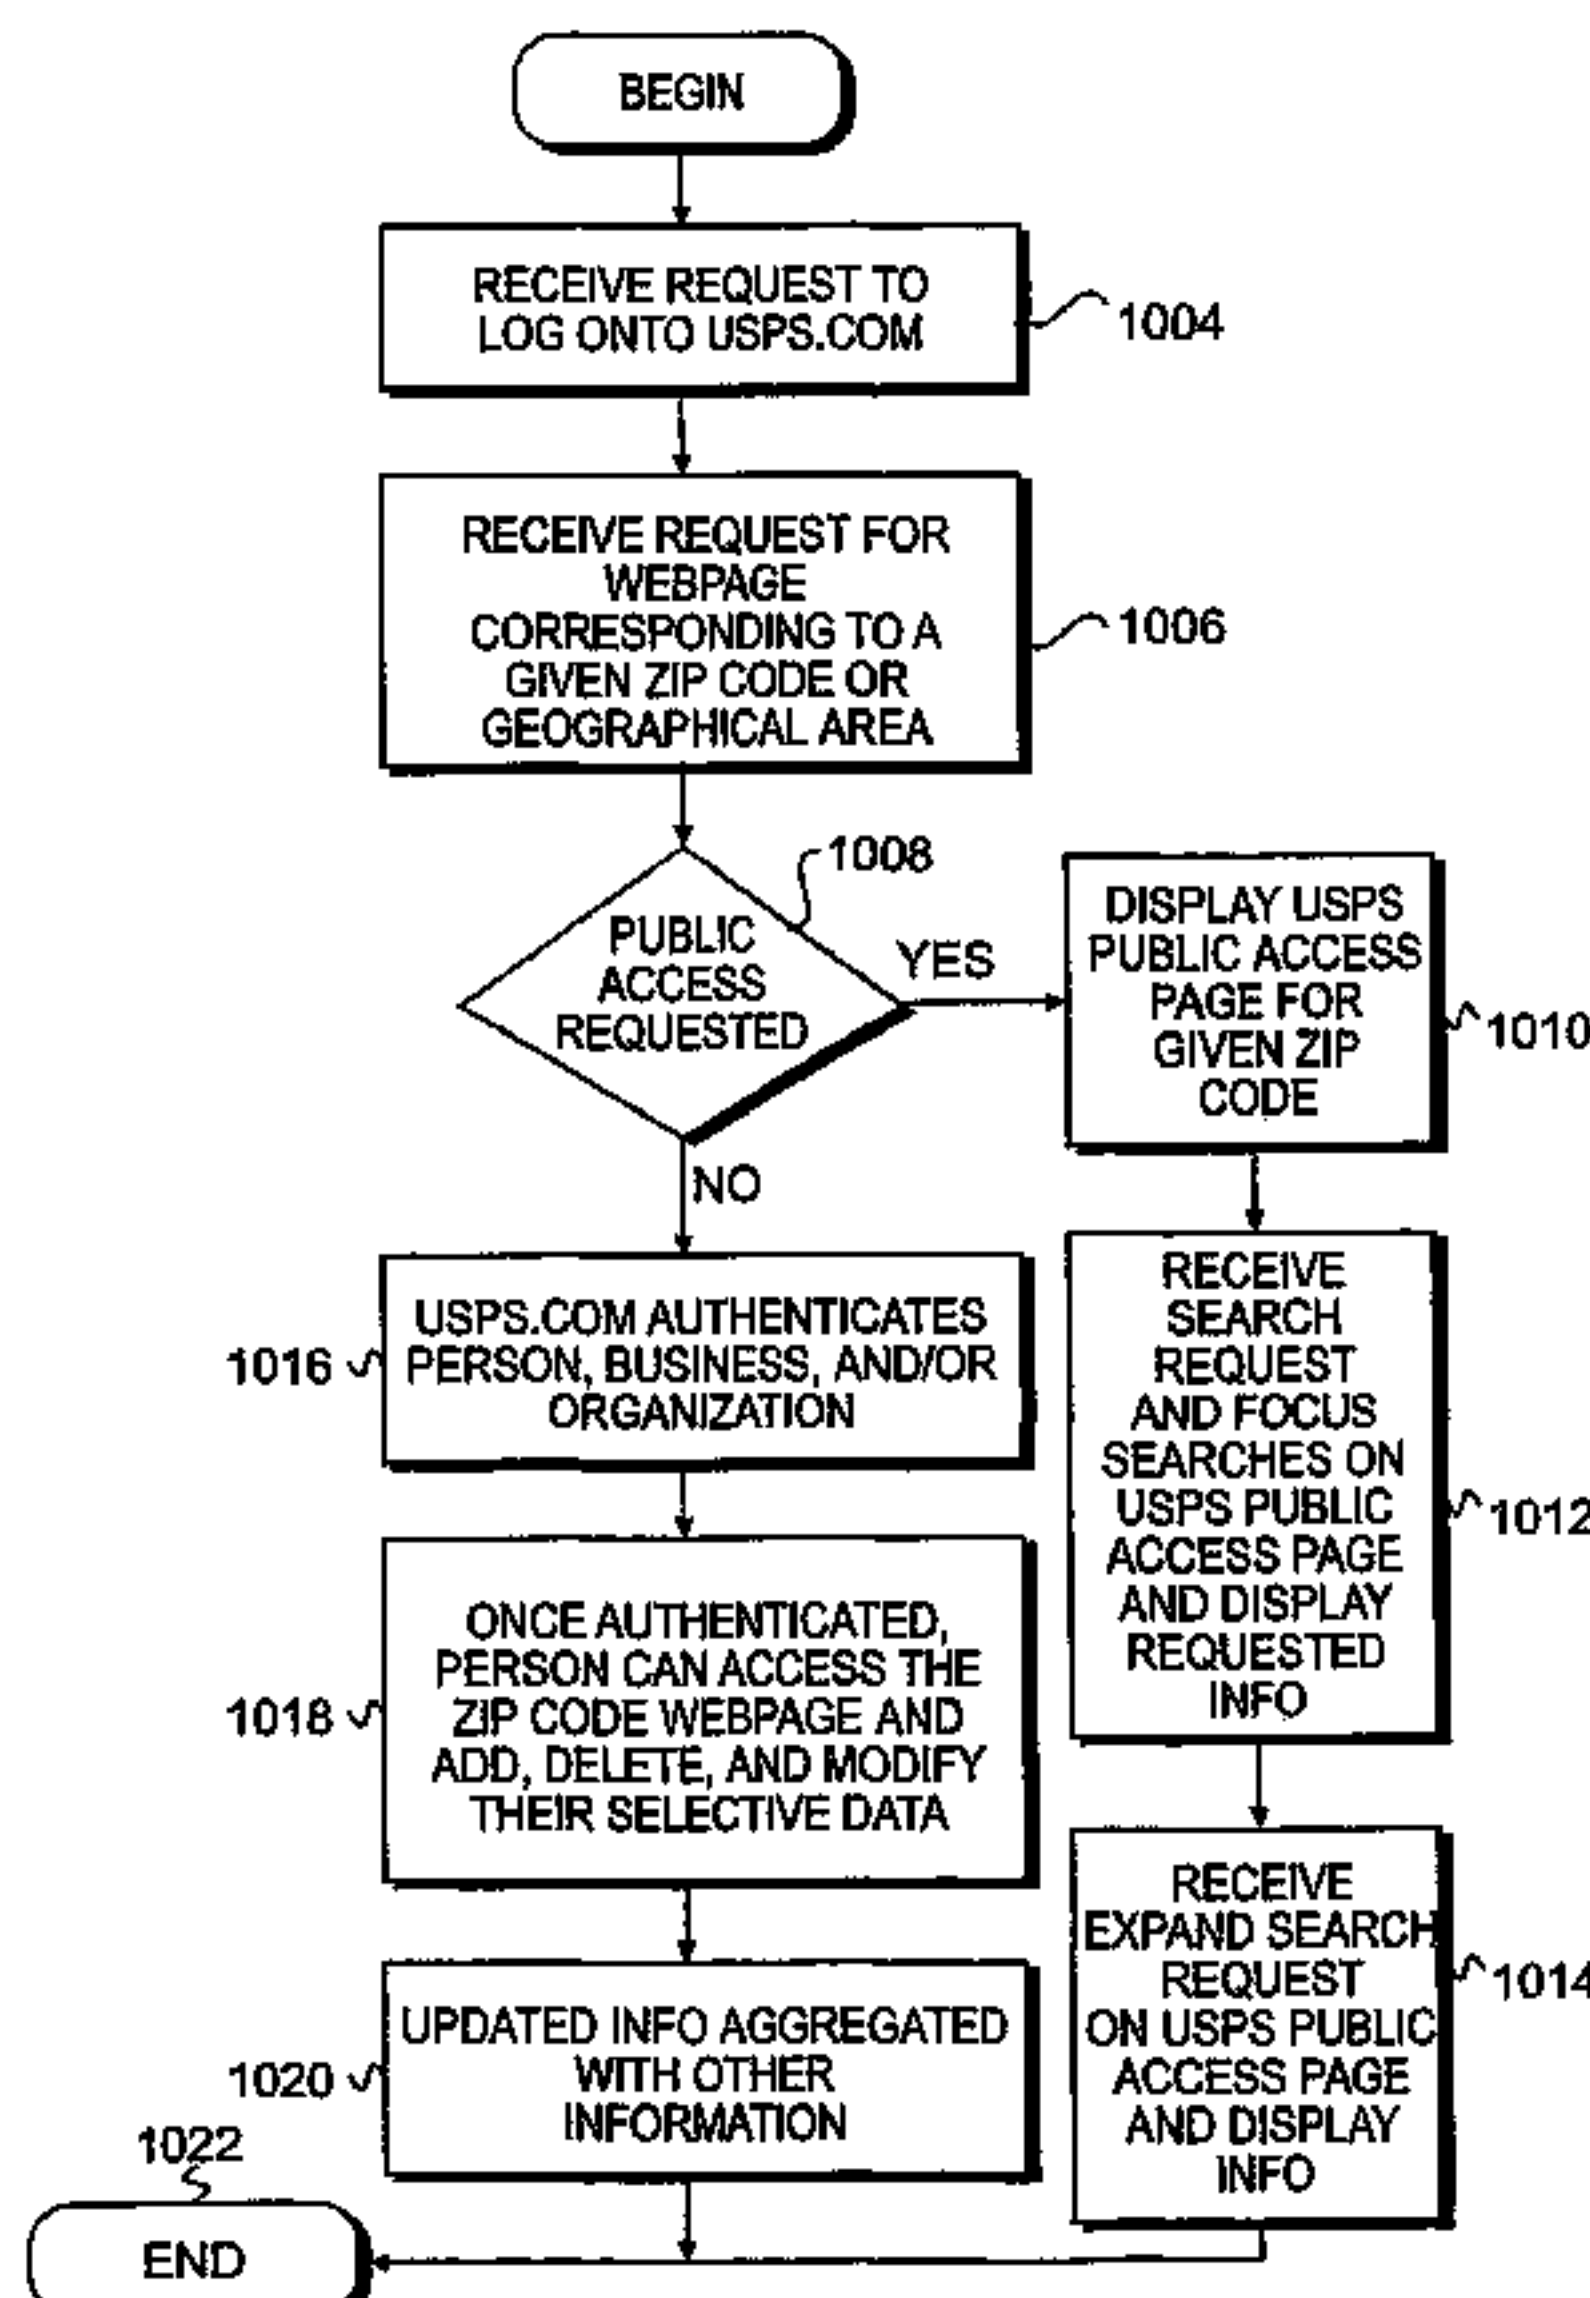 BEGIN
RECEIVE REQUEST TO
LOG ONTO USPS.COM
1004
RECEIVE REQUEST FOR
WEBPAGE
CORRESPONDING TO A
GIVEN ZIP CODE OR
GEOGRAPHICAL AREA
1006
1008
PUBLIC
ACCESS
REQUESTED
YES
NO
DISPLAY USPS
PUBLIC ACCESS
PAGE FOR
GIVEN ZIP
CODE
1010
RECEIVE
SEARCH
REQUEST
AND FOCUS
SEARCHES ON
USPS PUBLIC
ACCESS PAGE
AND DISPLAY
REQUESTED
INFO
1012
RECEIVE
EXPAND SEARCH
REQUEST
ON USPS PUBLIC
ACCESS PAGE
AND DISPLAY
INFO
1014
USPS.COM AUTHENTICATES
PERSON, BUSINESS, AND/OR
ORGANIZATION
1016
ONCE AUTHENTICATED,
PERSON CAN ACCESS THE
ZIP CODE WEBPAGE AND
ADD, DELETE, AND MODIFY
THEIR SELECTIVE DATA
1018
UPDATED INFO AGGREGATED
WITH OTHER
INFORMATION
1020
1022
END